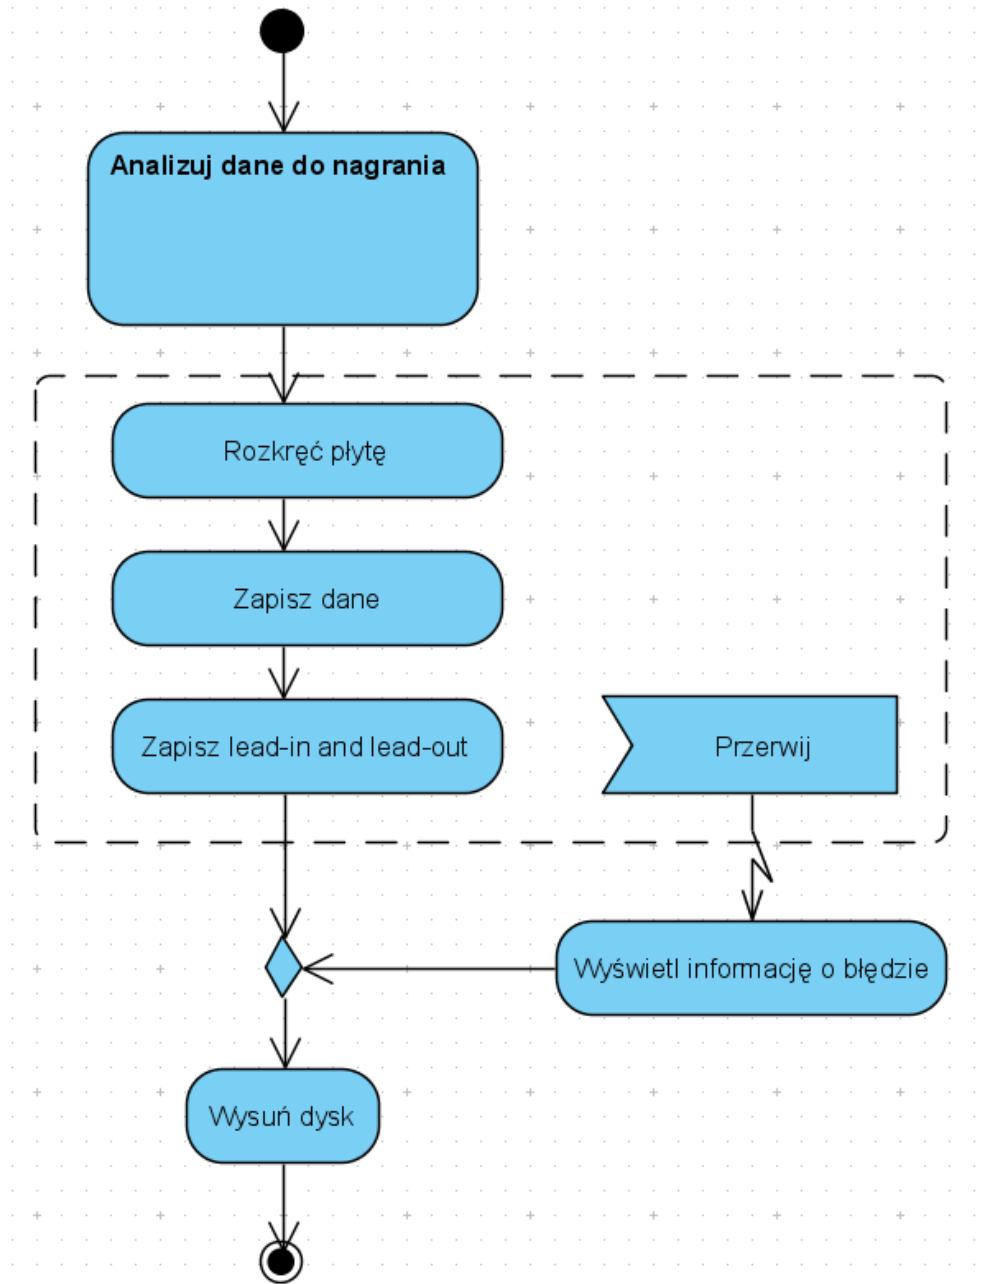 Analizuj dane do nagrania
Rozkręć płytę
Zapisz dane
Zapisz lead-in and lead-out
Przerwij
Wyświetl informację o błędzie
Wysuń dysk